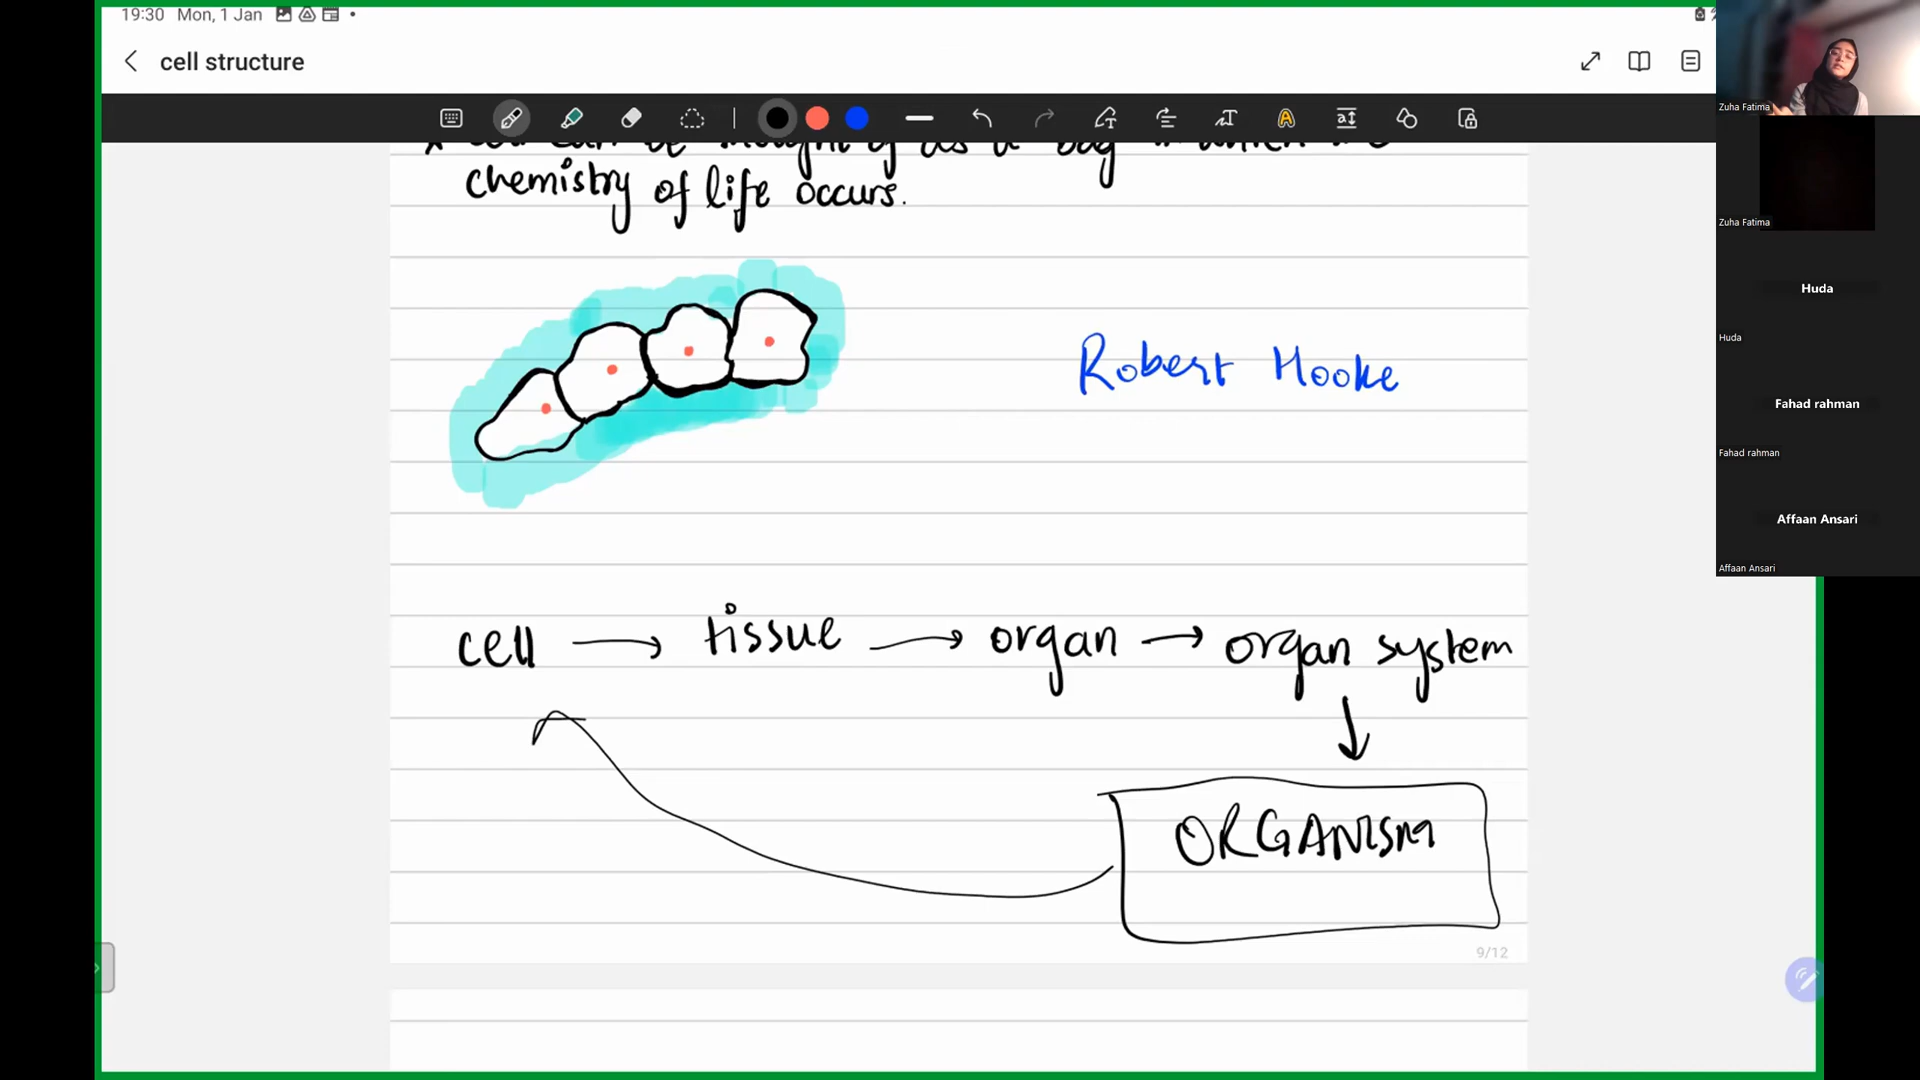 19:30 Mon, 1 Jan
cell structure
chemistry of life occurs.
Robert Hooke
cell → tissue → organ → organ system
ORGANISM
9/12
Zuha Fatima
Zuha Fatima
Huda
Huda
Fahad rahman
Fahad rahman
Affaan Ansari
Affaan Ansari